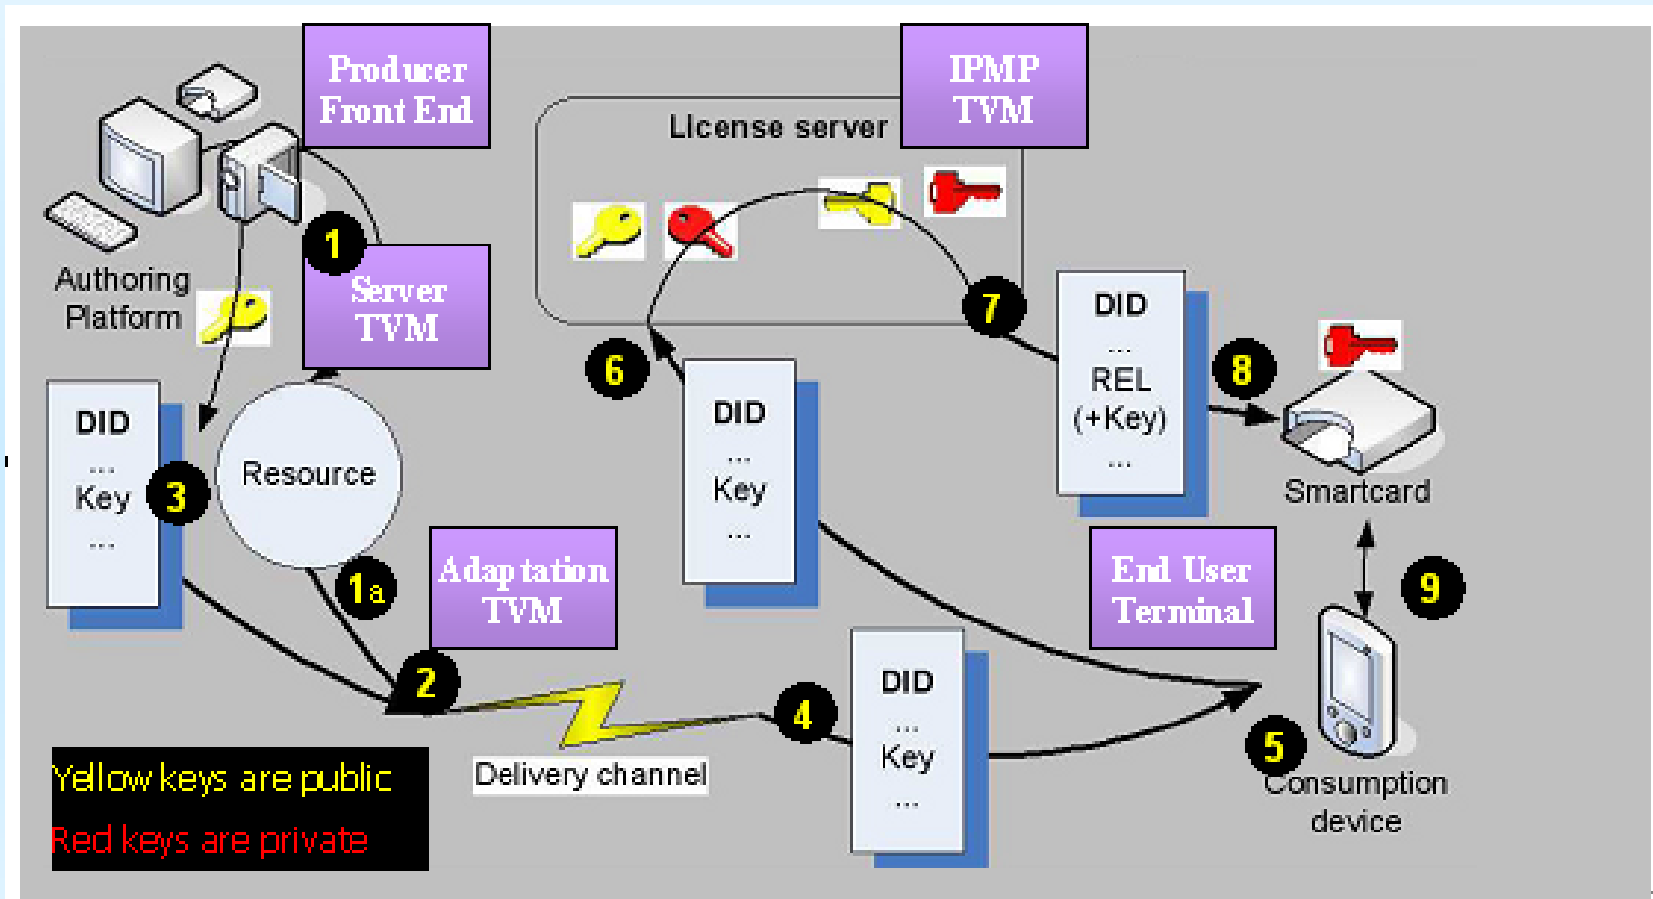 Producer
Front End
IPMP
TVM
License server
1
Authoring
Platform
Server
TVM
7
6
DID
...
REL
(+Key)
...
8
Smartcard
DID
...
Key
...
3
Resource
DID
...
Key
...
1a
Adaptation
TVM
End User
Terminal
9
2
4
DID
...
Key
...
5
Delivery channel
Consumption
device
Yellow keys are public
Red keys are private